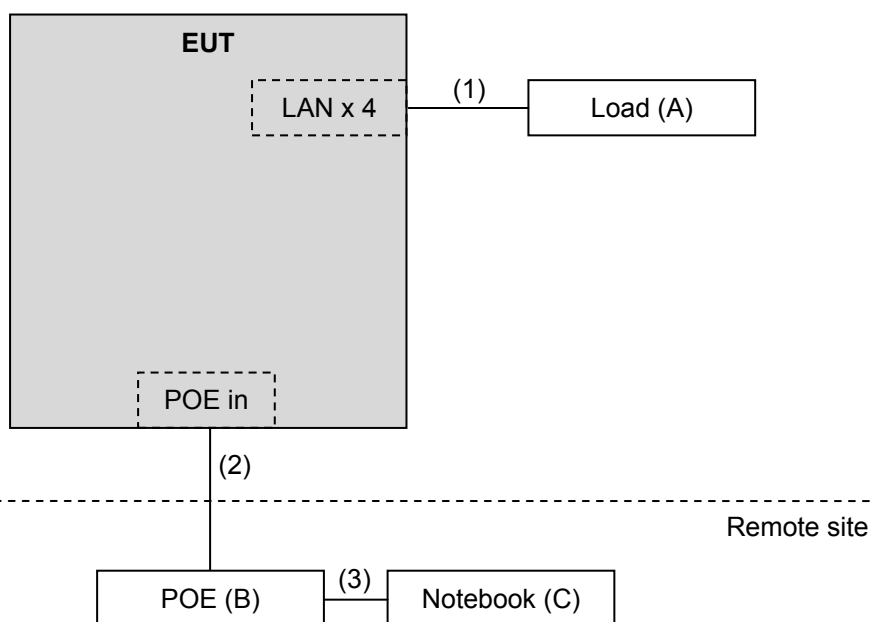 EUT
LAN x 4
(1)
Load (A)
POE in
(2)
Remote site
POE (B)
(3)
Notebook (C)